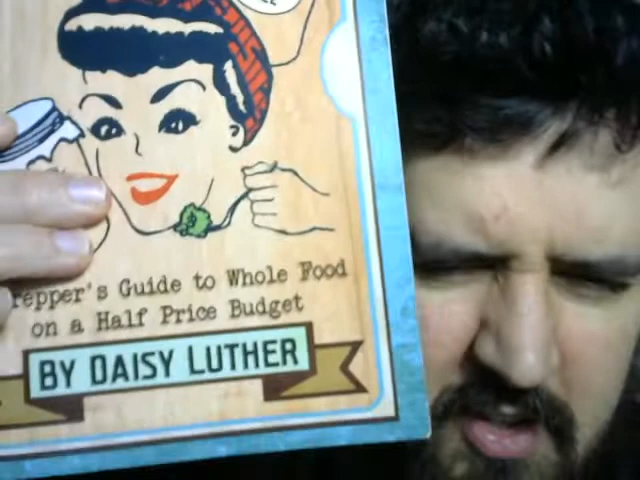 repper's Guide to Whole Food
on a Half Price Budget
BY DAISY LUTHER